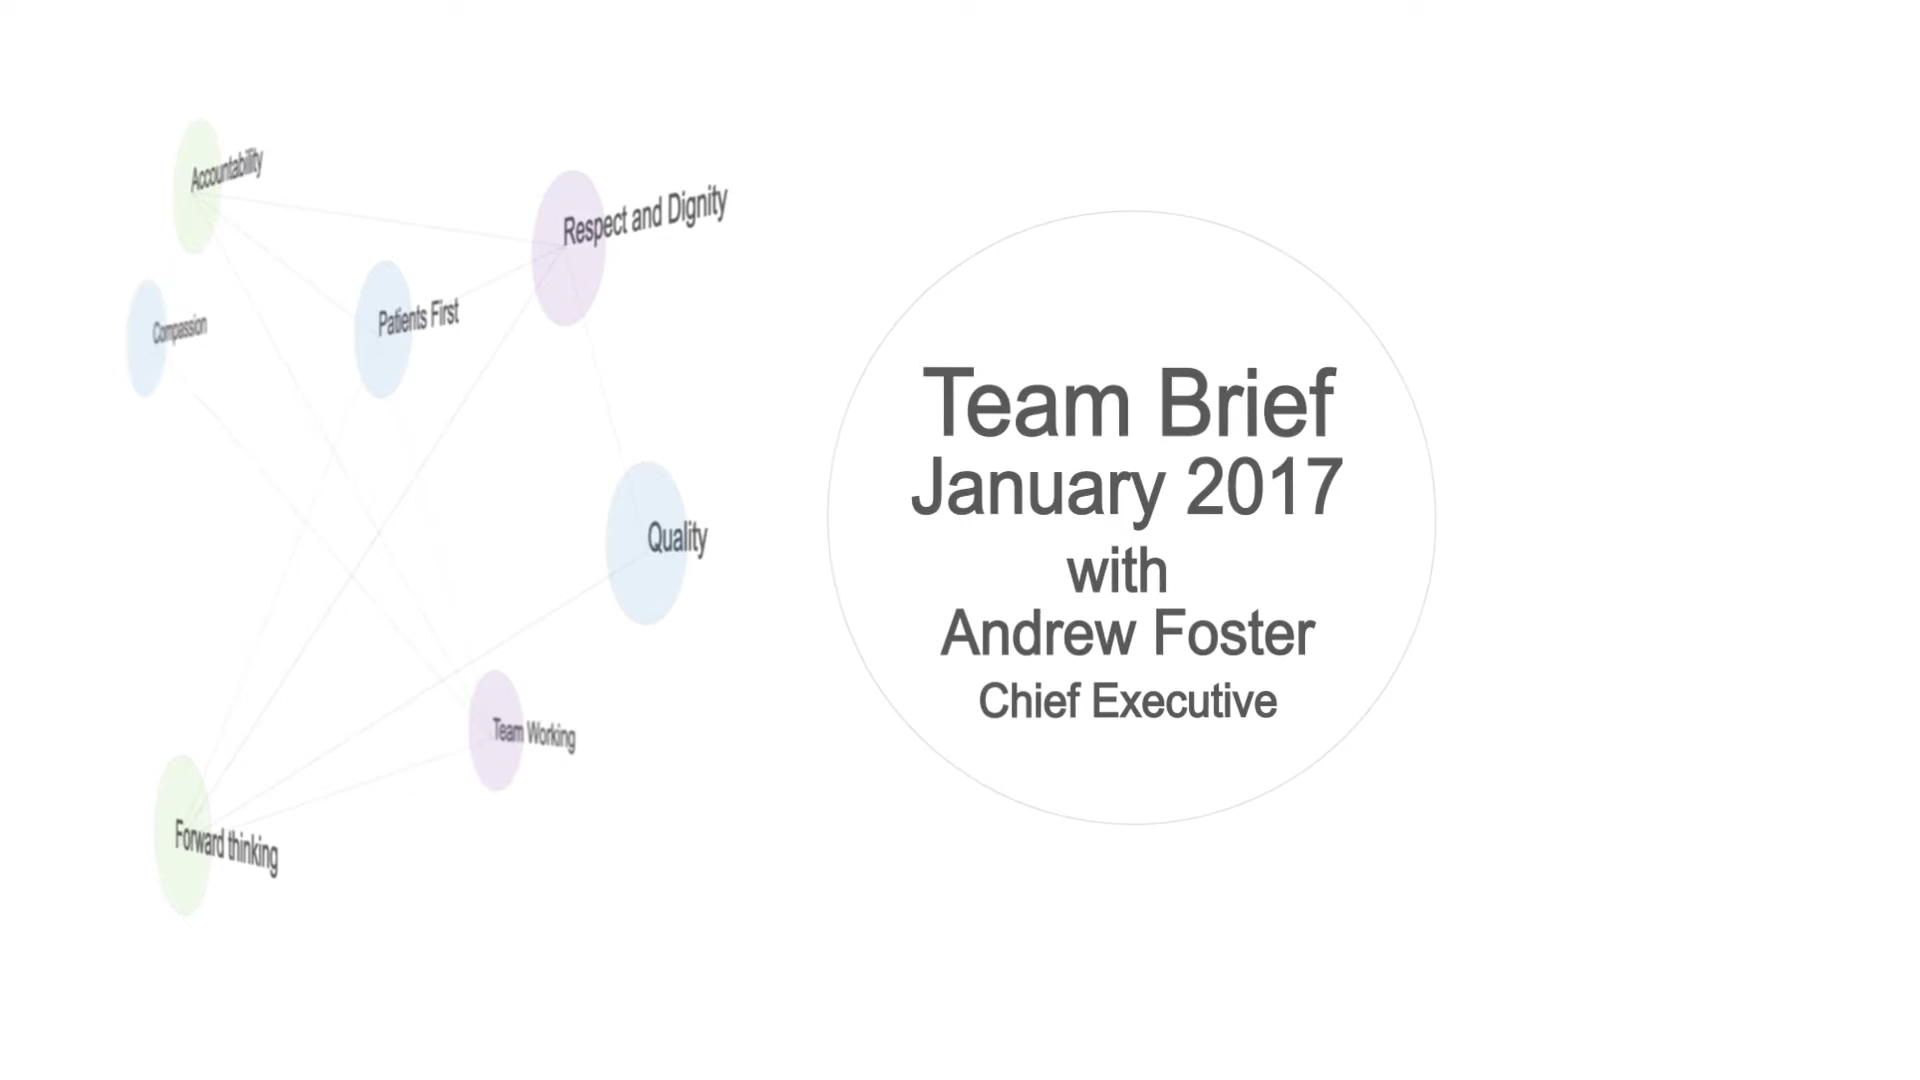 Accountability
Respect and Dignity
Compassion
Patients First
Quality
Team Working
Forward thinking
Team Brief
January 2017
with
Andrew Foster
Chief Executive